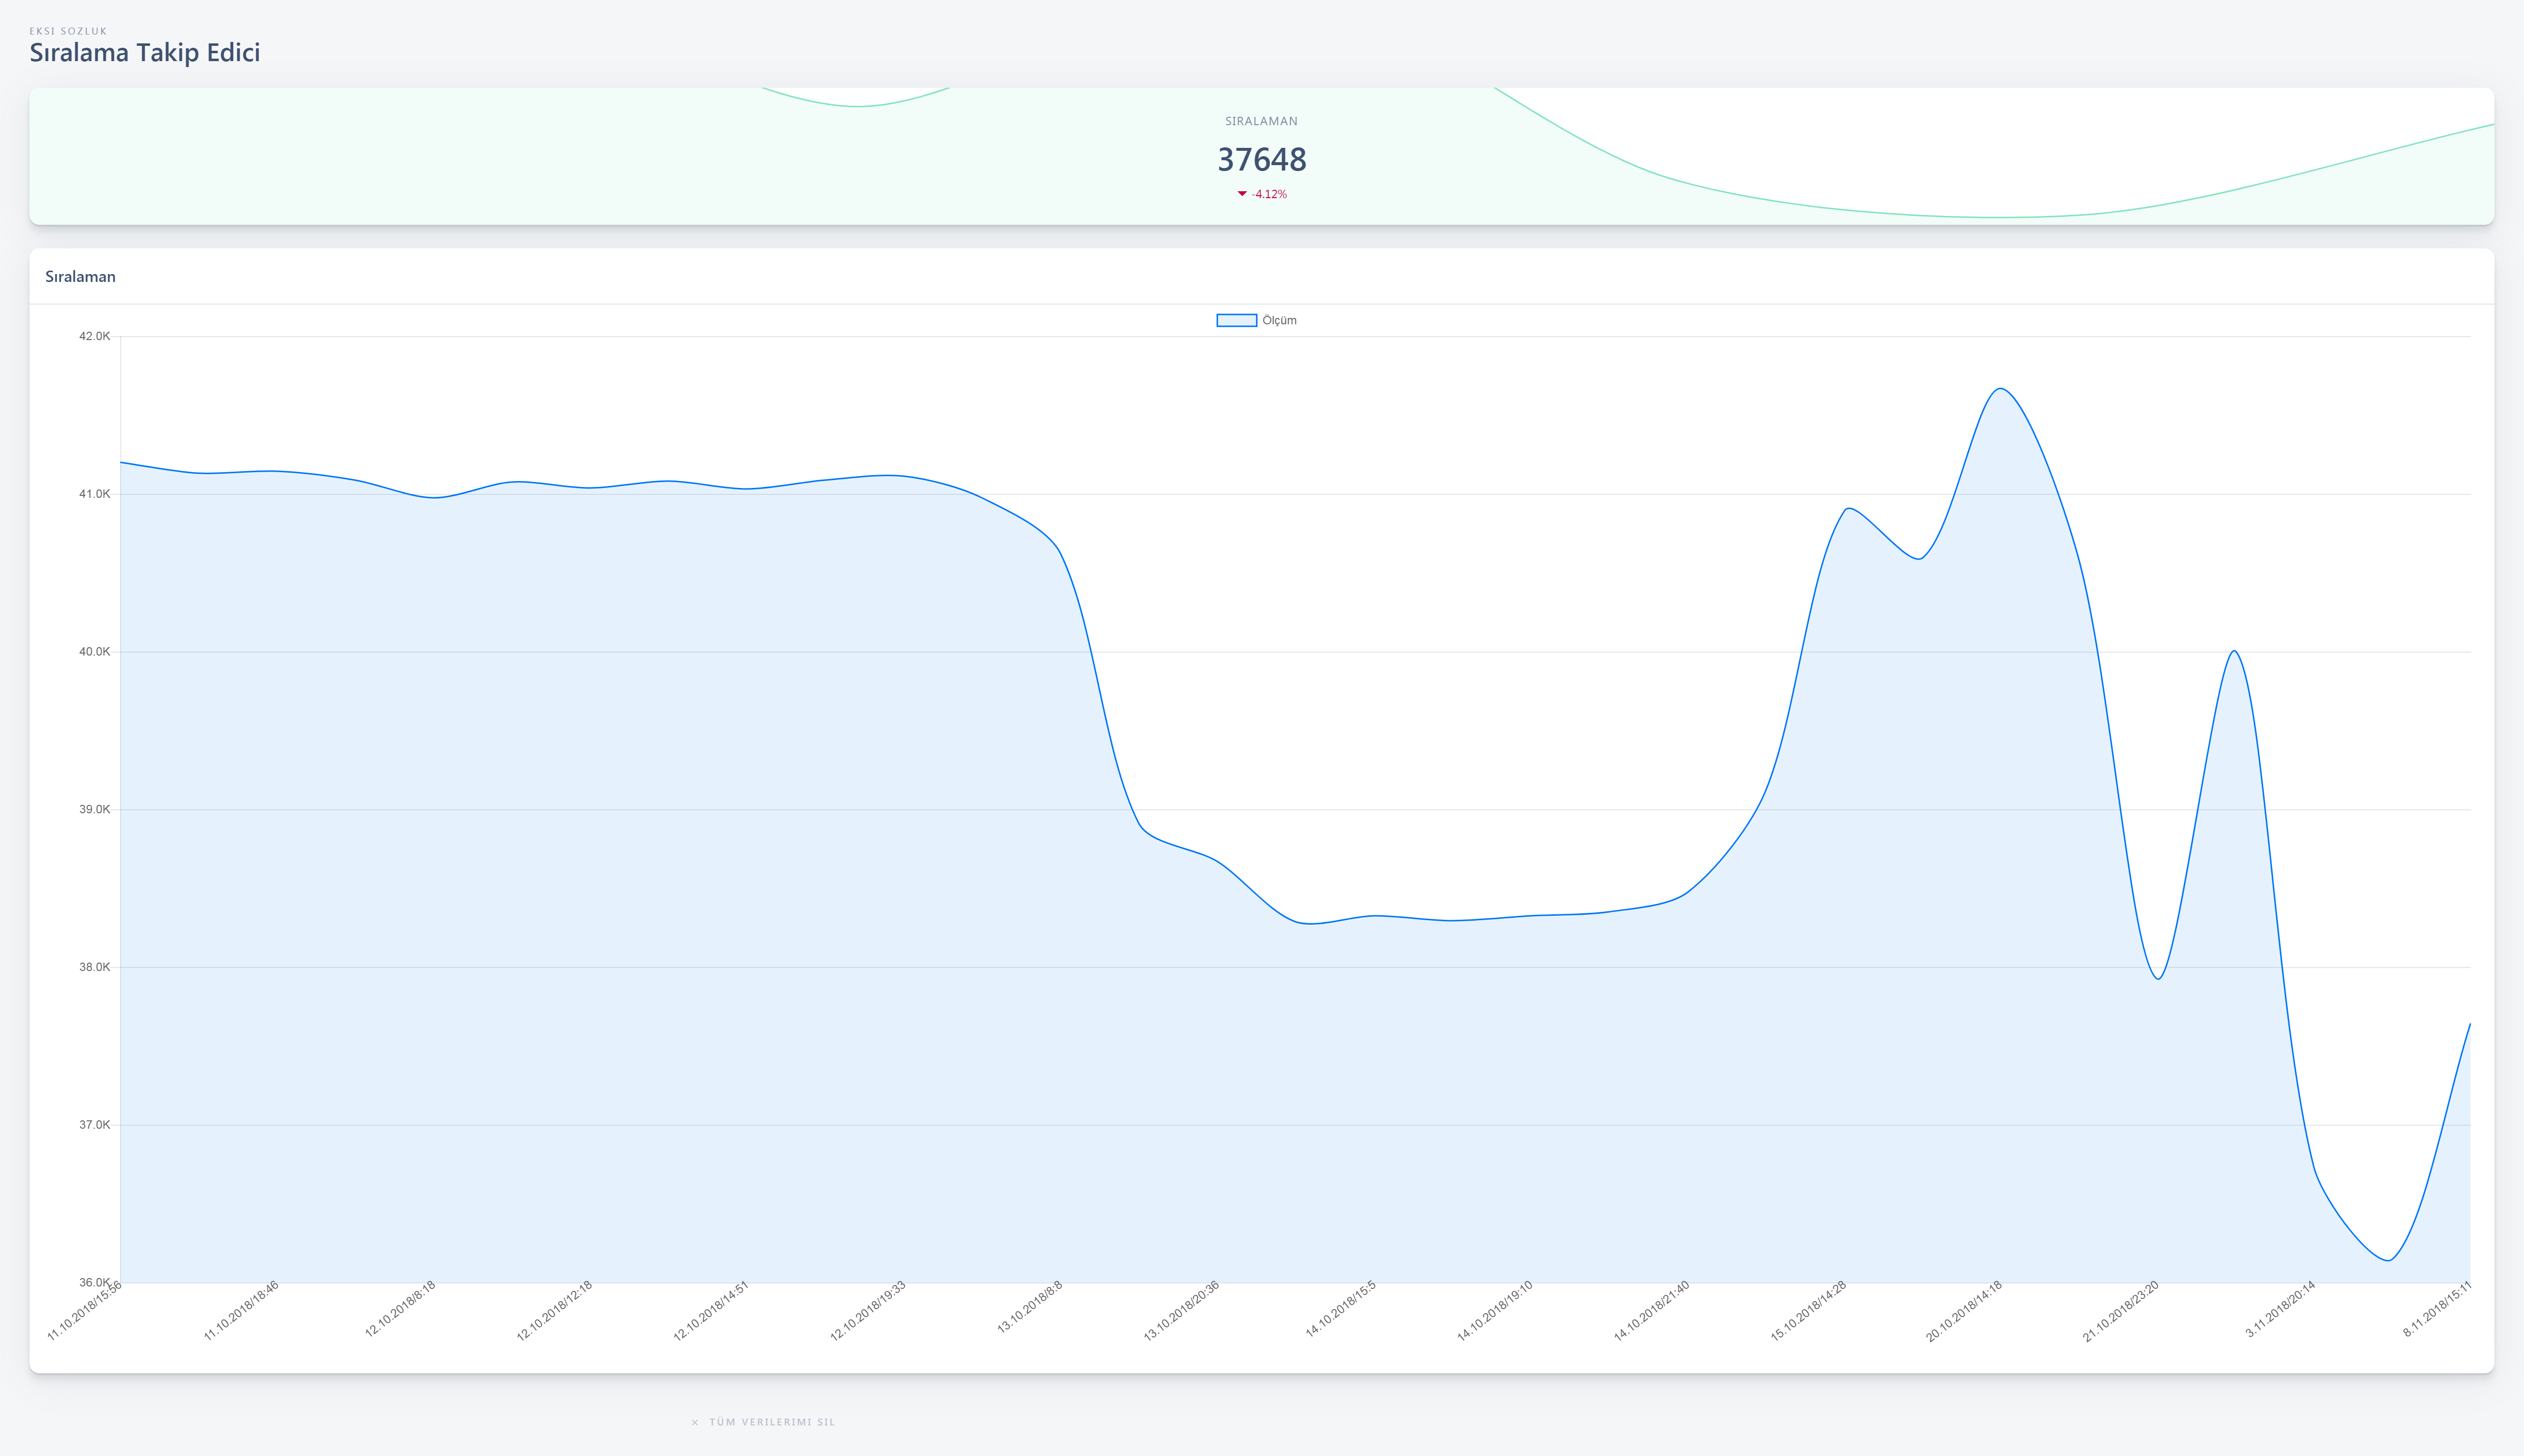 EKSI SOZLUK
Sıralama Takip Edici
SIRALAMAN
37648
-4.12%
Sıralaman
Ölçüm
42.0K
41.0K
40.0K
39.0K
38.0K
37.0K
36.0K
11.10.2018/15:56
11.10.2018/18:46
12.10.2018/8:18
12.10.2018/12:18
12.10.2018/14:51
12.10.2018/19:33
13.10.2018/8:8
13.10.2018/20:36
14.10.2018/15:5
14.10.2018/19:10
14.10.2018/21:40
15.10.2018/14:28
20.10.2018/14:18
21.10.2018/23:20
3.11.2018/20:14
8.11.2018/15:11
× TÜM VERILERIMI SIL